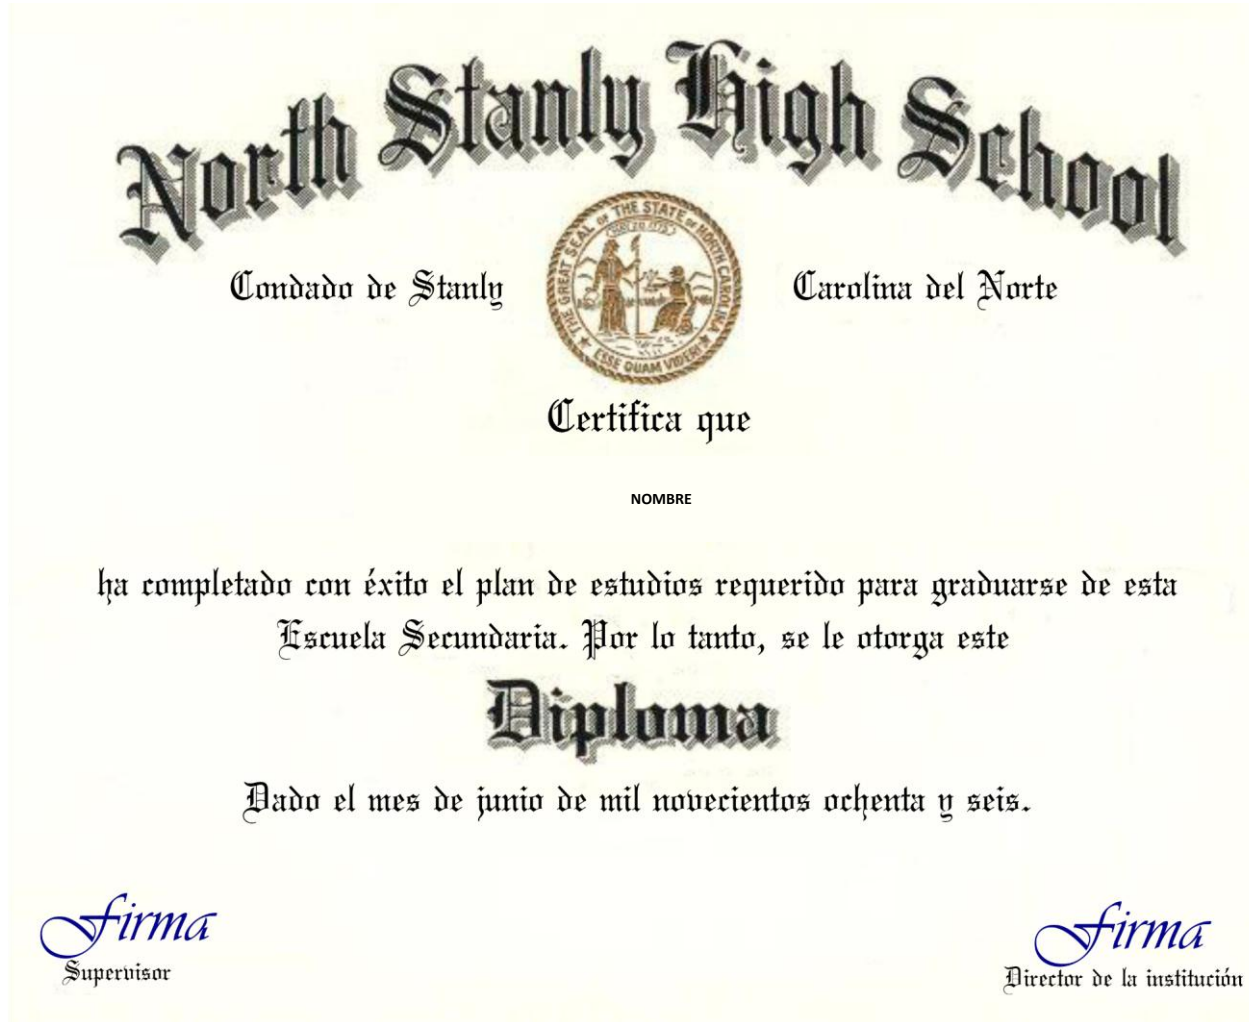 North Stanly High School
Condado de Stanly
THE GREAT SEAL OF THE STATE OF NORTH CAROLINA
ESSE QUAM VIDERI
Carolina del Norte
Certifica que
NOMBRE
ha completado con éxito el plan de estudios requerido para graduarse de esta
Escuela Secundaria. Por lo tanto, se le otorga este
Diploma
Dado el mes de junio de mil novecientos ochenta y seis.
Firma
Supervisor
Firma
Director de la institución